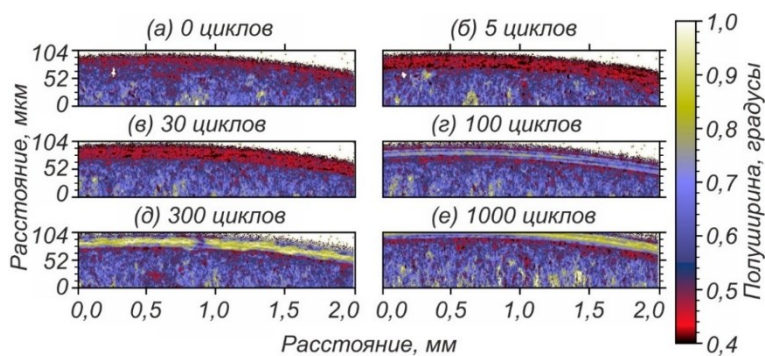 (а) 0 циклов
(б) 5 циклов
104
52
0
(в) 30 циклов
(г) 100 циклов
104
52
0
(д) 300 циклов
(е) 1000 циклов
104
52
0
0,0 0,5 1,0 1,5 2,0
0,0 0,5 1,0 1,5 2,0
Расстояние, мкм
Расстояние, мм
1,0
0,9
0,8
0,7
0,6
0,5
0,4
Полуширина, градусы